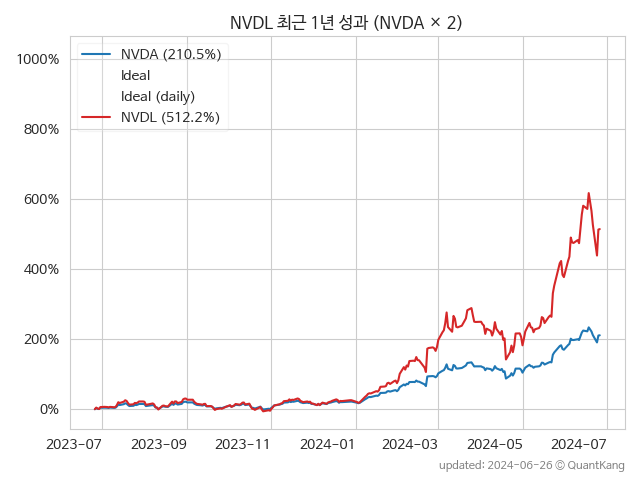 NVDL 최근 1년 성과 (NVDA × 2)
NVDA (210.5%)
Ideal
Ideal (daily)
NVDL (512.2%)
1000%
800%
600%
400%
200%
0%
2023-07 2023-09 2023-11 2024-01 2024-03 2024-05 2024-07
updated: 2024-06-26 © QuantKang